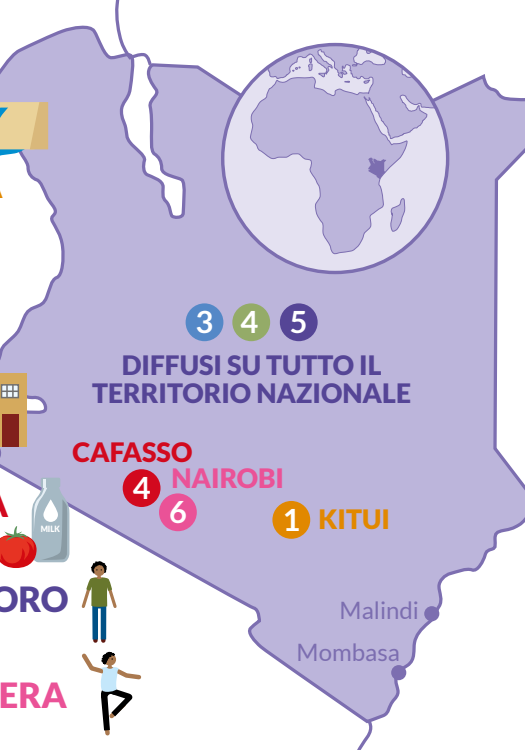 3 4 5
DIFFUSI SU TUTTO IL
TERRITORIO NAZIONALE
CAFASSO
4
NAIROBI
6
1 KITUI
A
MILK
ORO
Malindi
Mombasa
ERA